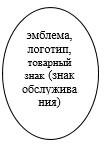 эмблема,
логотип,
товарный
знак (знак
обслужива
ния)